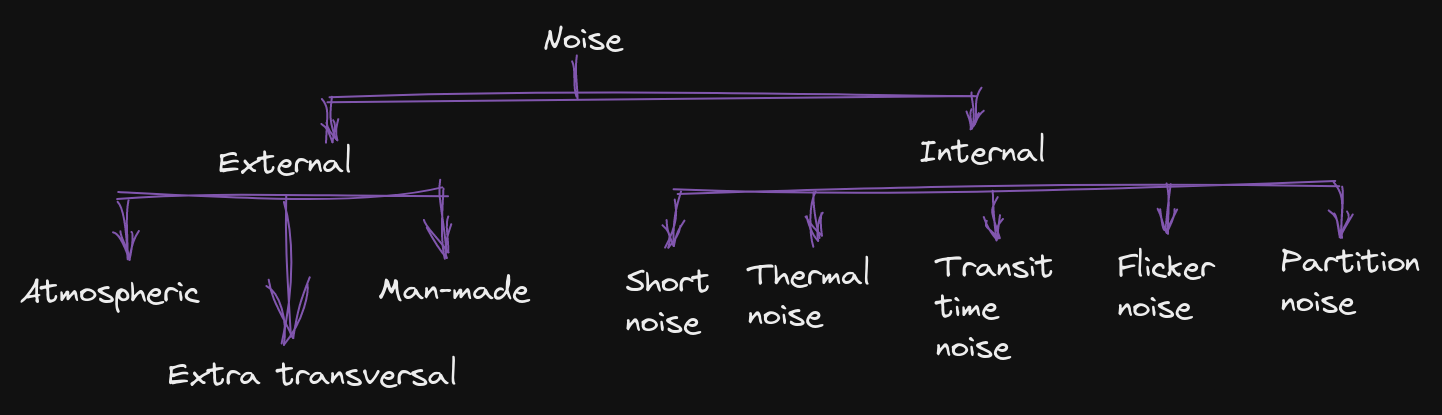 Noise
External
Internal
Atmospheric
Extra transversal
Man-made
Short
noise
Thermal
noise
Transit
time
noise
Flicker
noise
Partition
noise